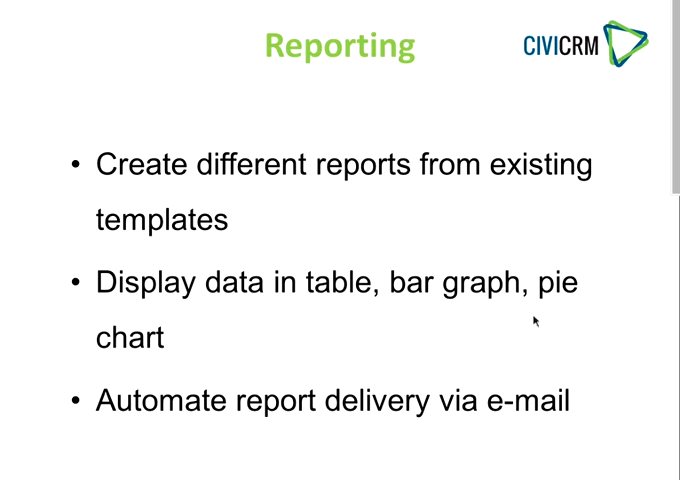 Reporting
CIVICRM
• Create different reports from existing
templates
• Display data in table, bar graph, pie
chart
• Automate report delivery via e-mail